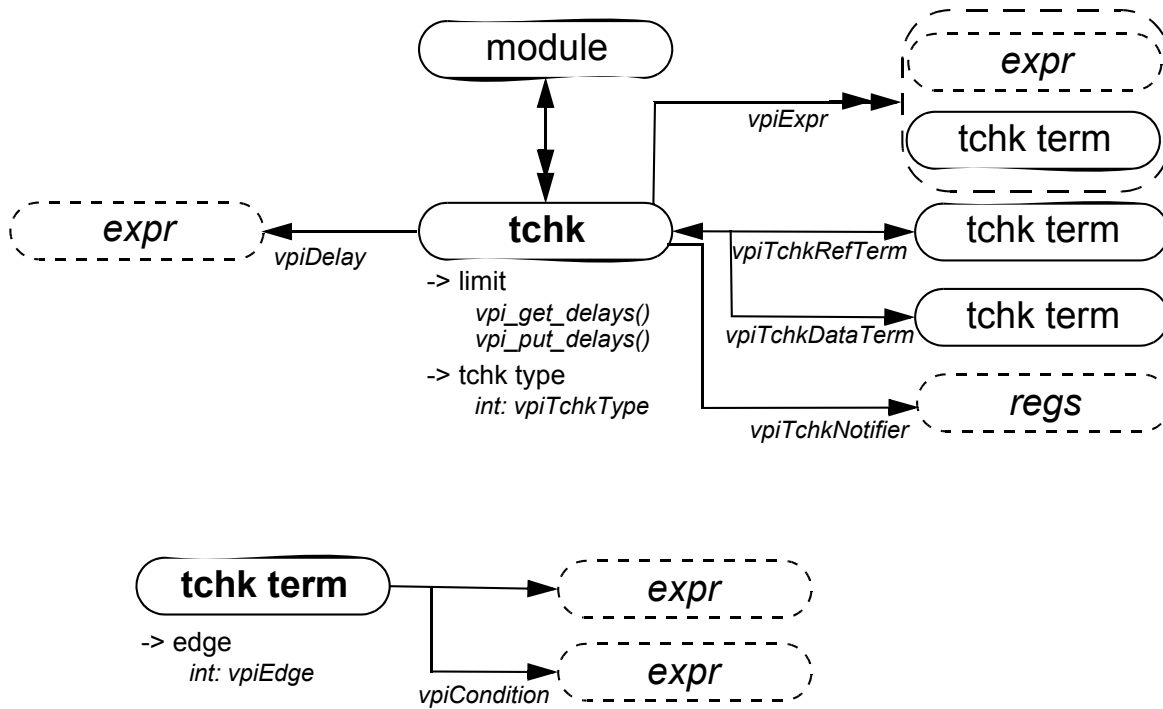 module
expr
vpiExpr
tchk term
expr
vpiDelay
tchk
tchk term
vpiTchkRefTerm
-> limit
vpi_get_delays()
vpi_put_delays()
tchk term
vpiTchkDataTerm
-> tchk type
int: vpiTchkType
regs
vpiTchkNotifier
tchk term
expr
-> edge
int: vpiEdge
expr
vpiCondition